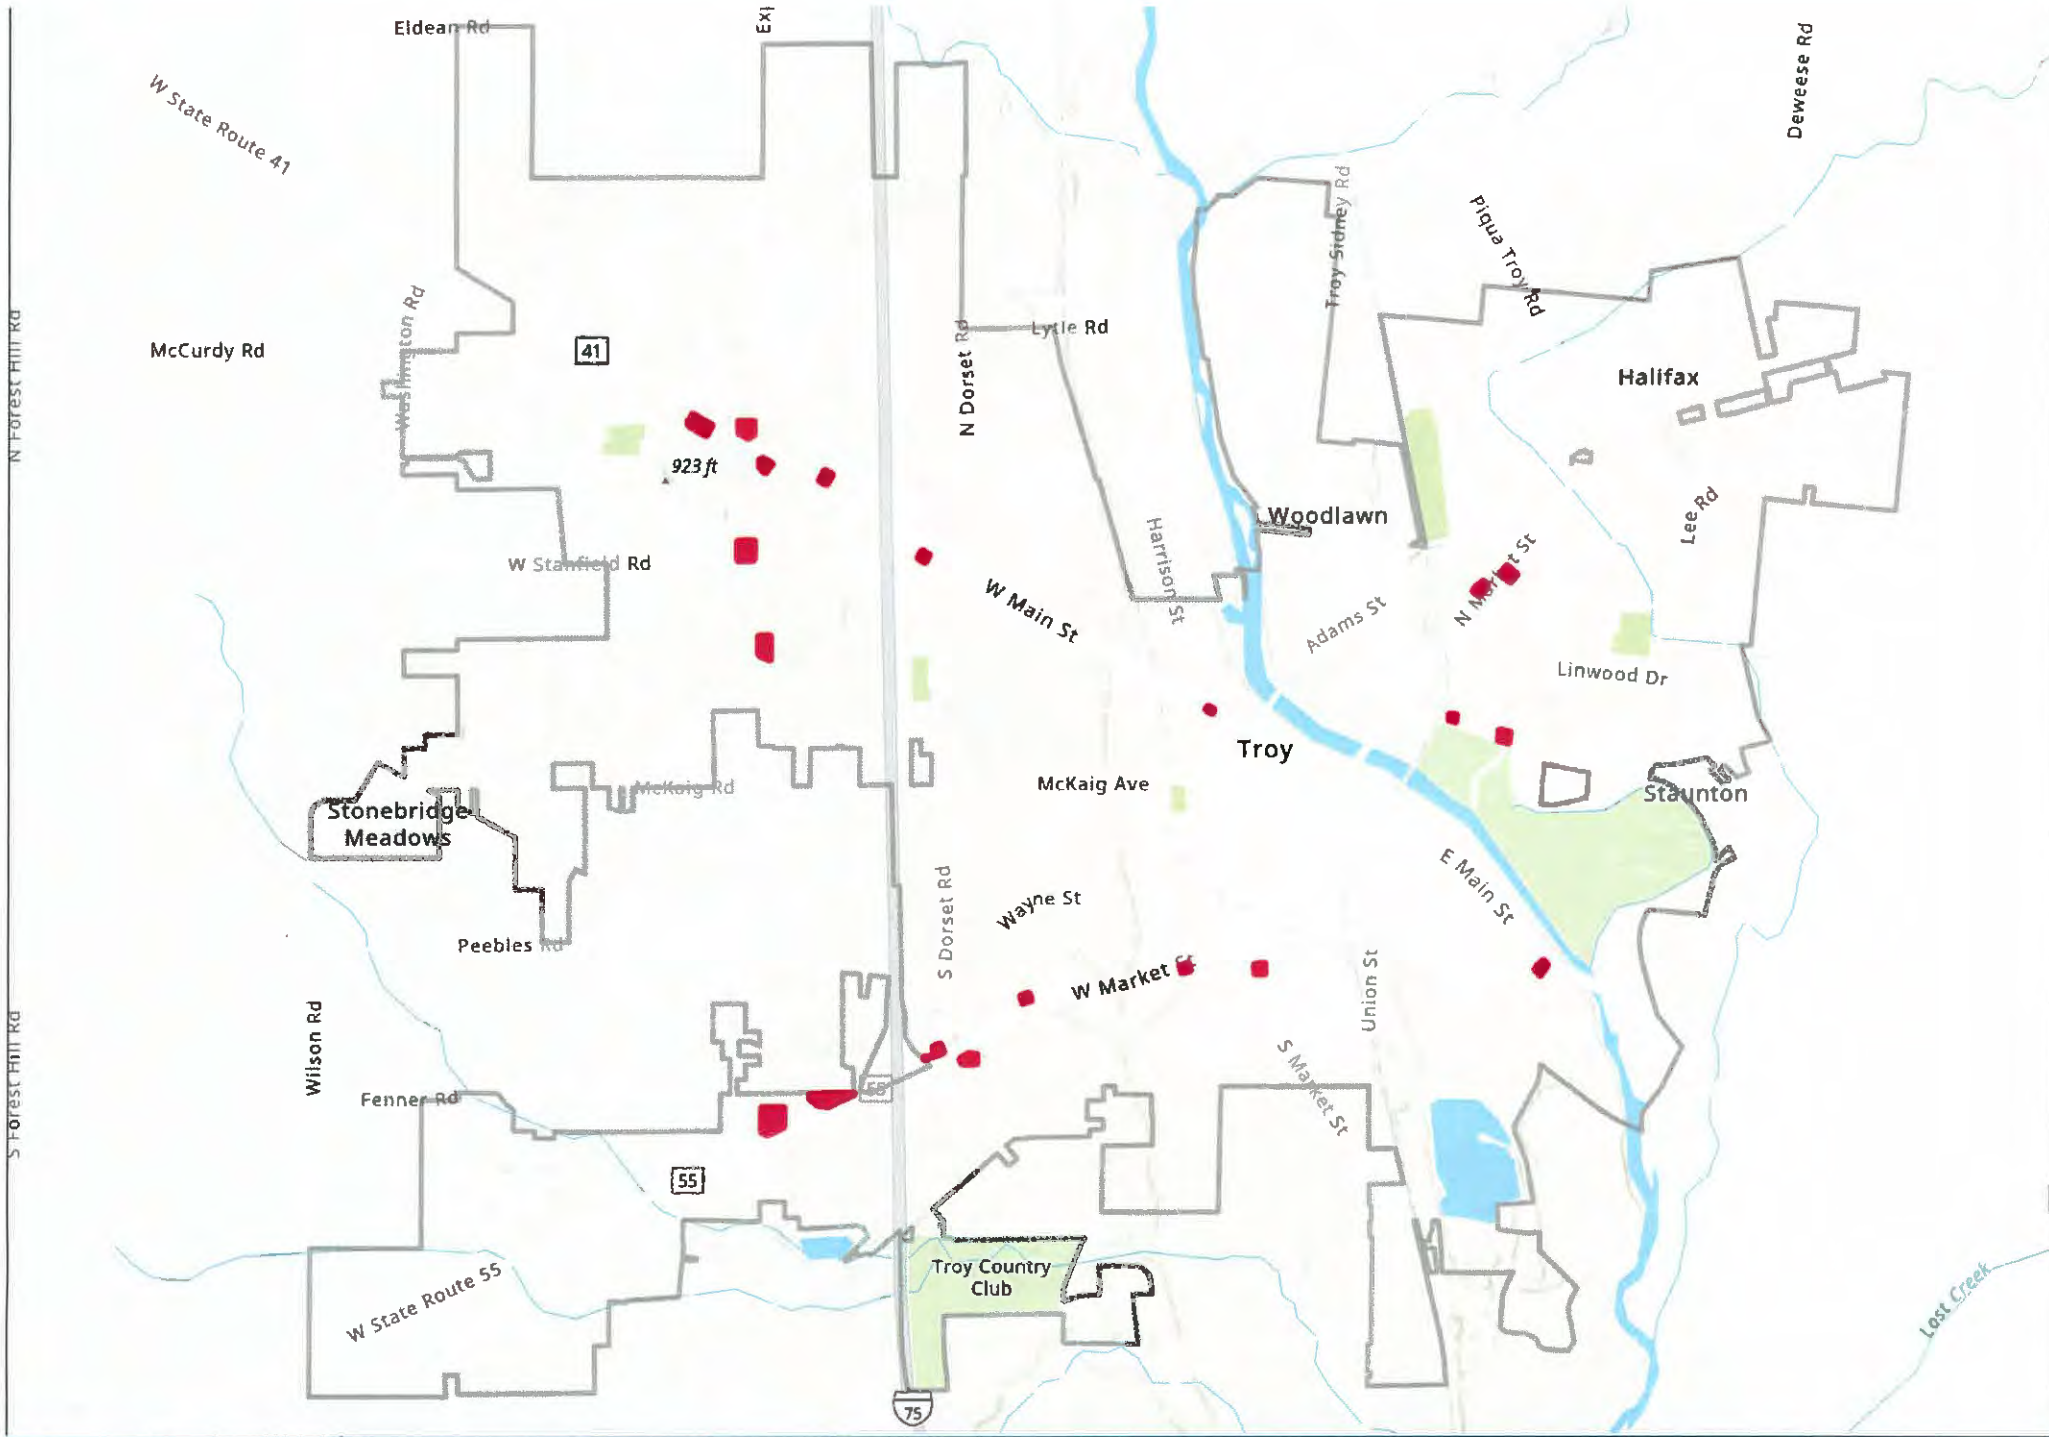 Eldean Rd
Exp
Deweese Rd
W State Route 41
Troy Sidney Rd
Piqua Troy Rd
N Forest Hill Rd
McCurdy Rd
Washington Rd
41
N Dorset Rd
Lytle Rd
Halifax
923 ft
Woodlawn
Lee Rd
W Stanfield Rd
Harrison St
W Main St
Adams St
N Market St
Linwood Dr
Troy
McKaig Rd
McKaig Ave
Staunton
Stonebridge
Meadows
E Main St
S Dorset Rd
Wayne St
Peebles Rd
W Market St
Union St
Wilson Rd
S Forest Hill Rd
Fenner Rd
55
S Market St
55
Troy Country
Club
W State Route 55
Lost Creek
75